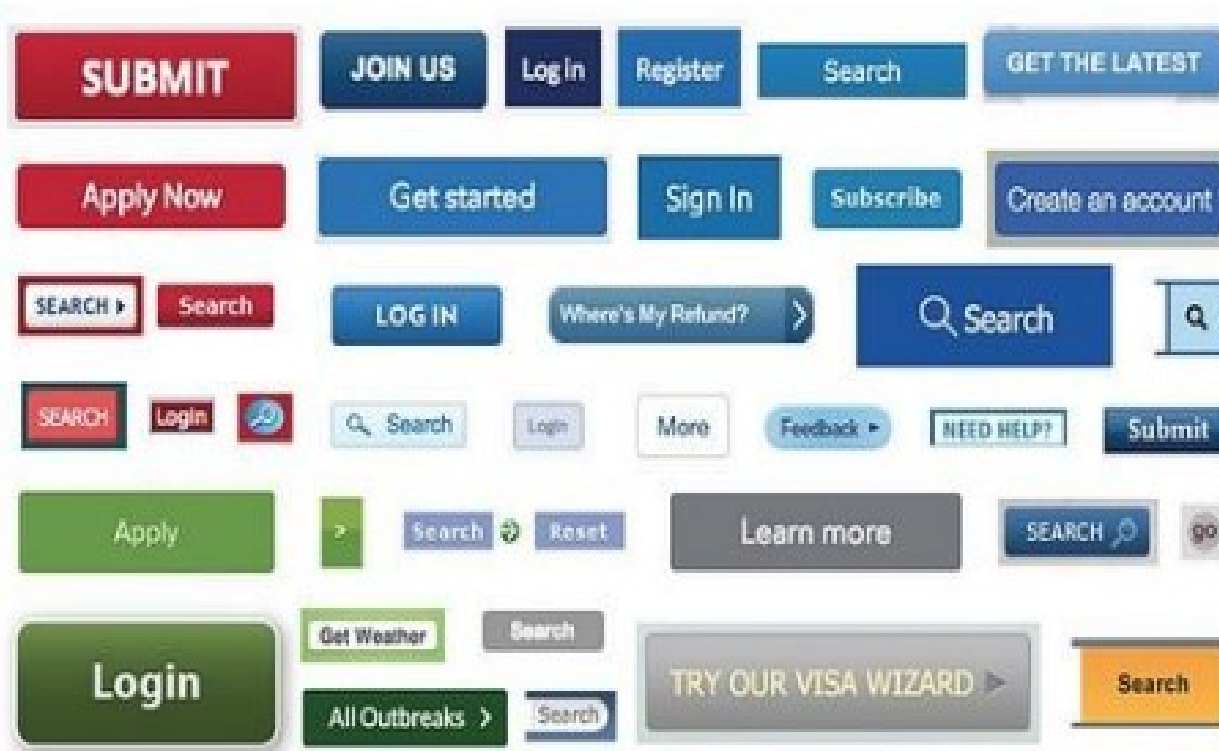 SUBMIT
JOIN US
Log in
Register
Search
GET THE LATEST
Apply Now
Get started
Sign In
Subscribe
Create an account
SEARCH
Search
LOG IN
Where's My Refund?
Search
SEARCH
Login
Search
Login
More
Feedback
NEED HELP?
Submit
Apply
>
Search
Reset
Learn more
SEARCH
go
Login
Get Weather
Search
TRY OUR VISA WIZARD
Search
All Outbreaks >
Search